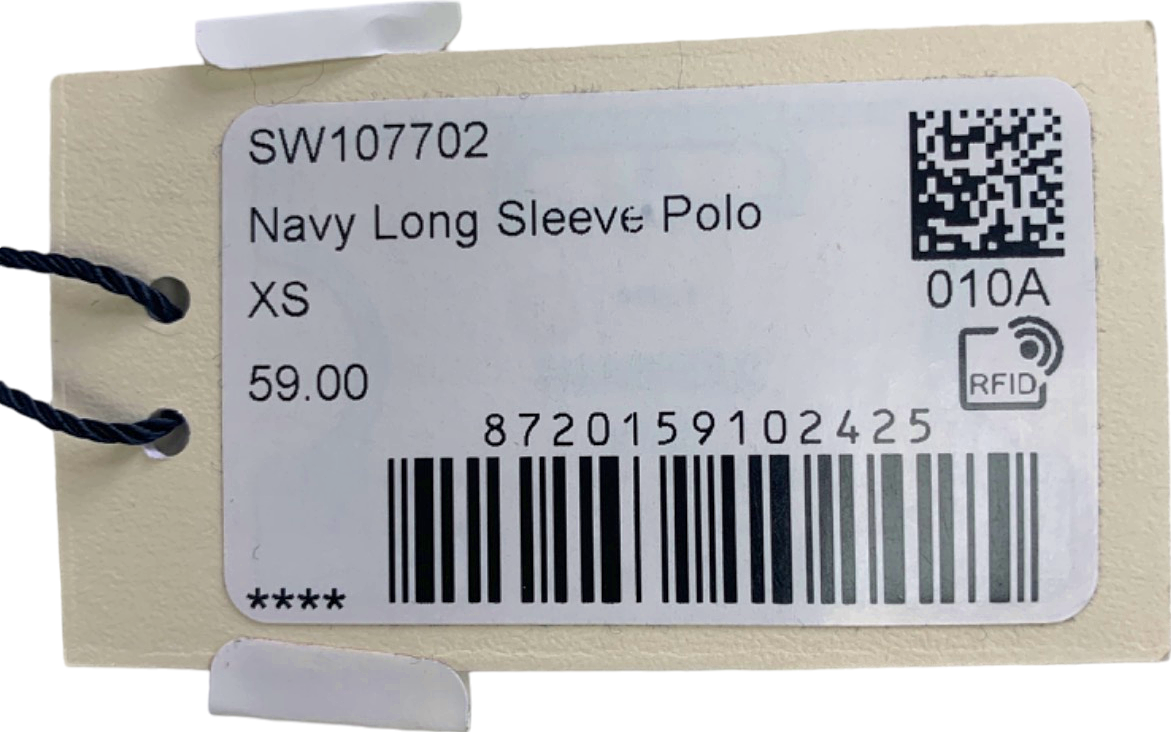 SW107702
Navy Long Sleeve Polo
XS
59.00
010A
RFID
8720159102425
****